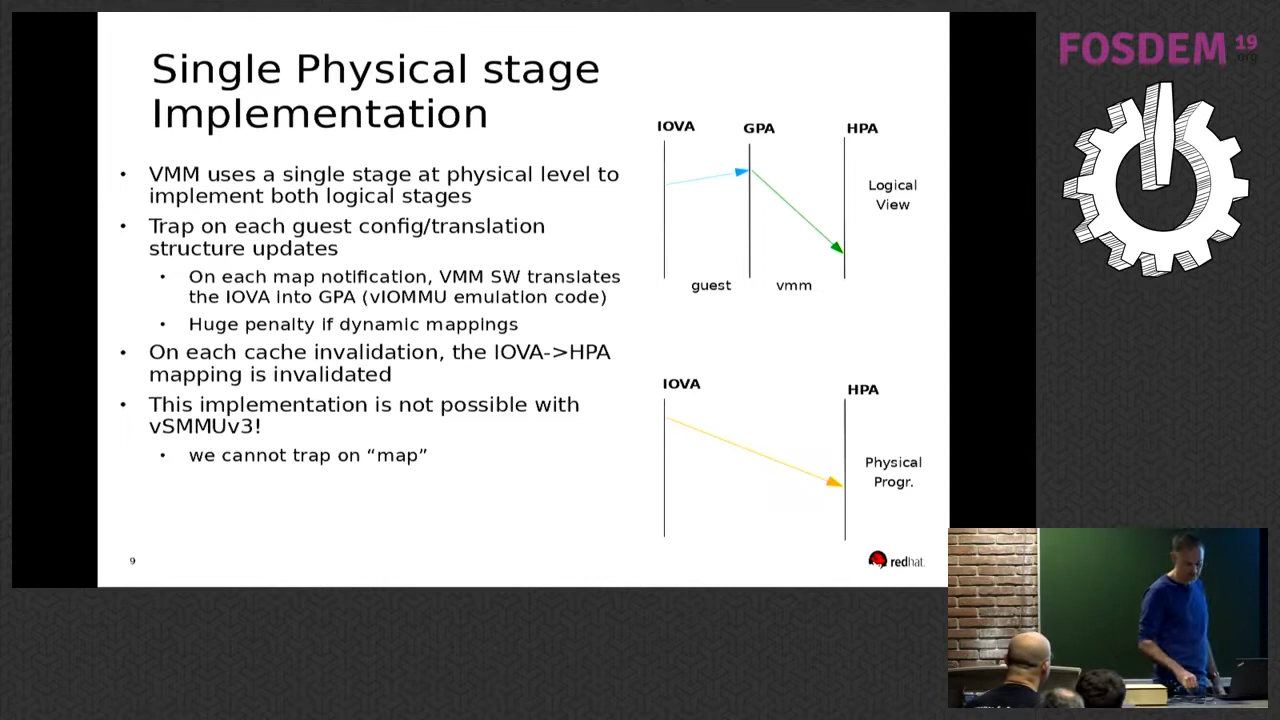 Single Physical stage
Implementation
• VMM uses a single stage at physical level to
implement both logical stages
• Trap on each guest config/translation
structure updates
• On each map notification, VMM SW translates
the IOVA into GPA (vIOMMU emulation code)
• Huge penalty if dynamic mappings
• On each cache invalidation, the IOVA->HPA
mapping is invalidated
• This implementation is not possible with
vSMMUv3!
• we cannot trap on “map”
IOVA GPA HPA
Logical
View
guest vmm
IOVA HPA
Physical
Progr.
9
redhat.
FOSDEM 19
.org